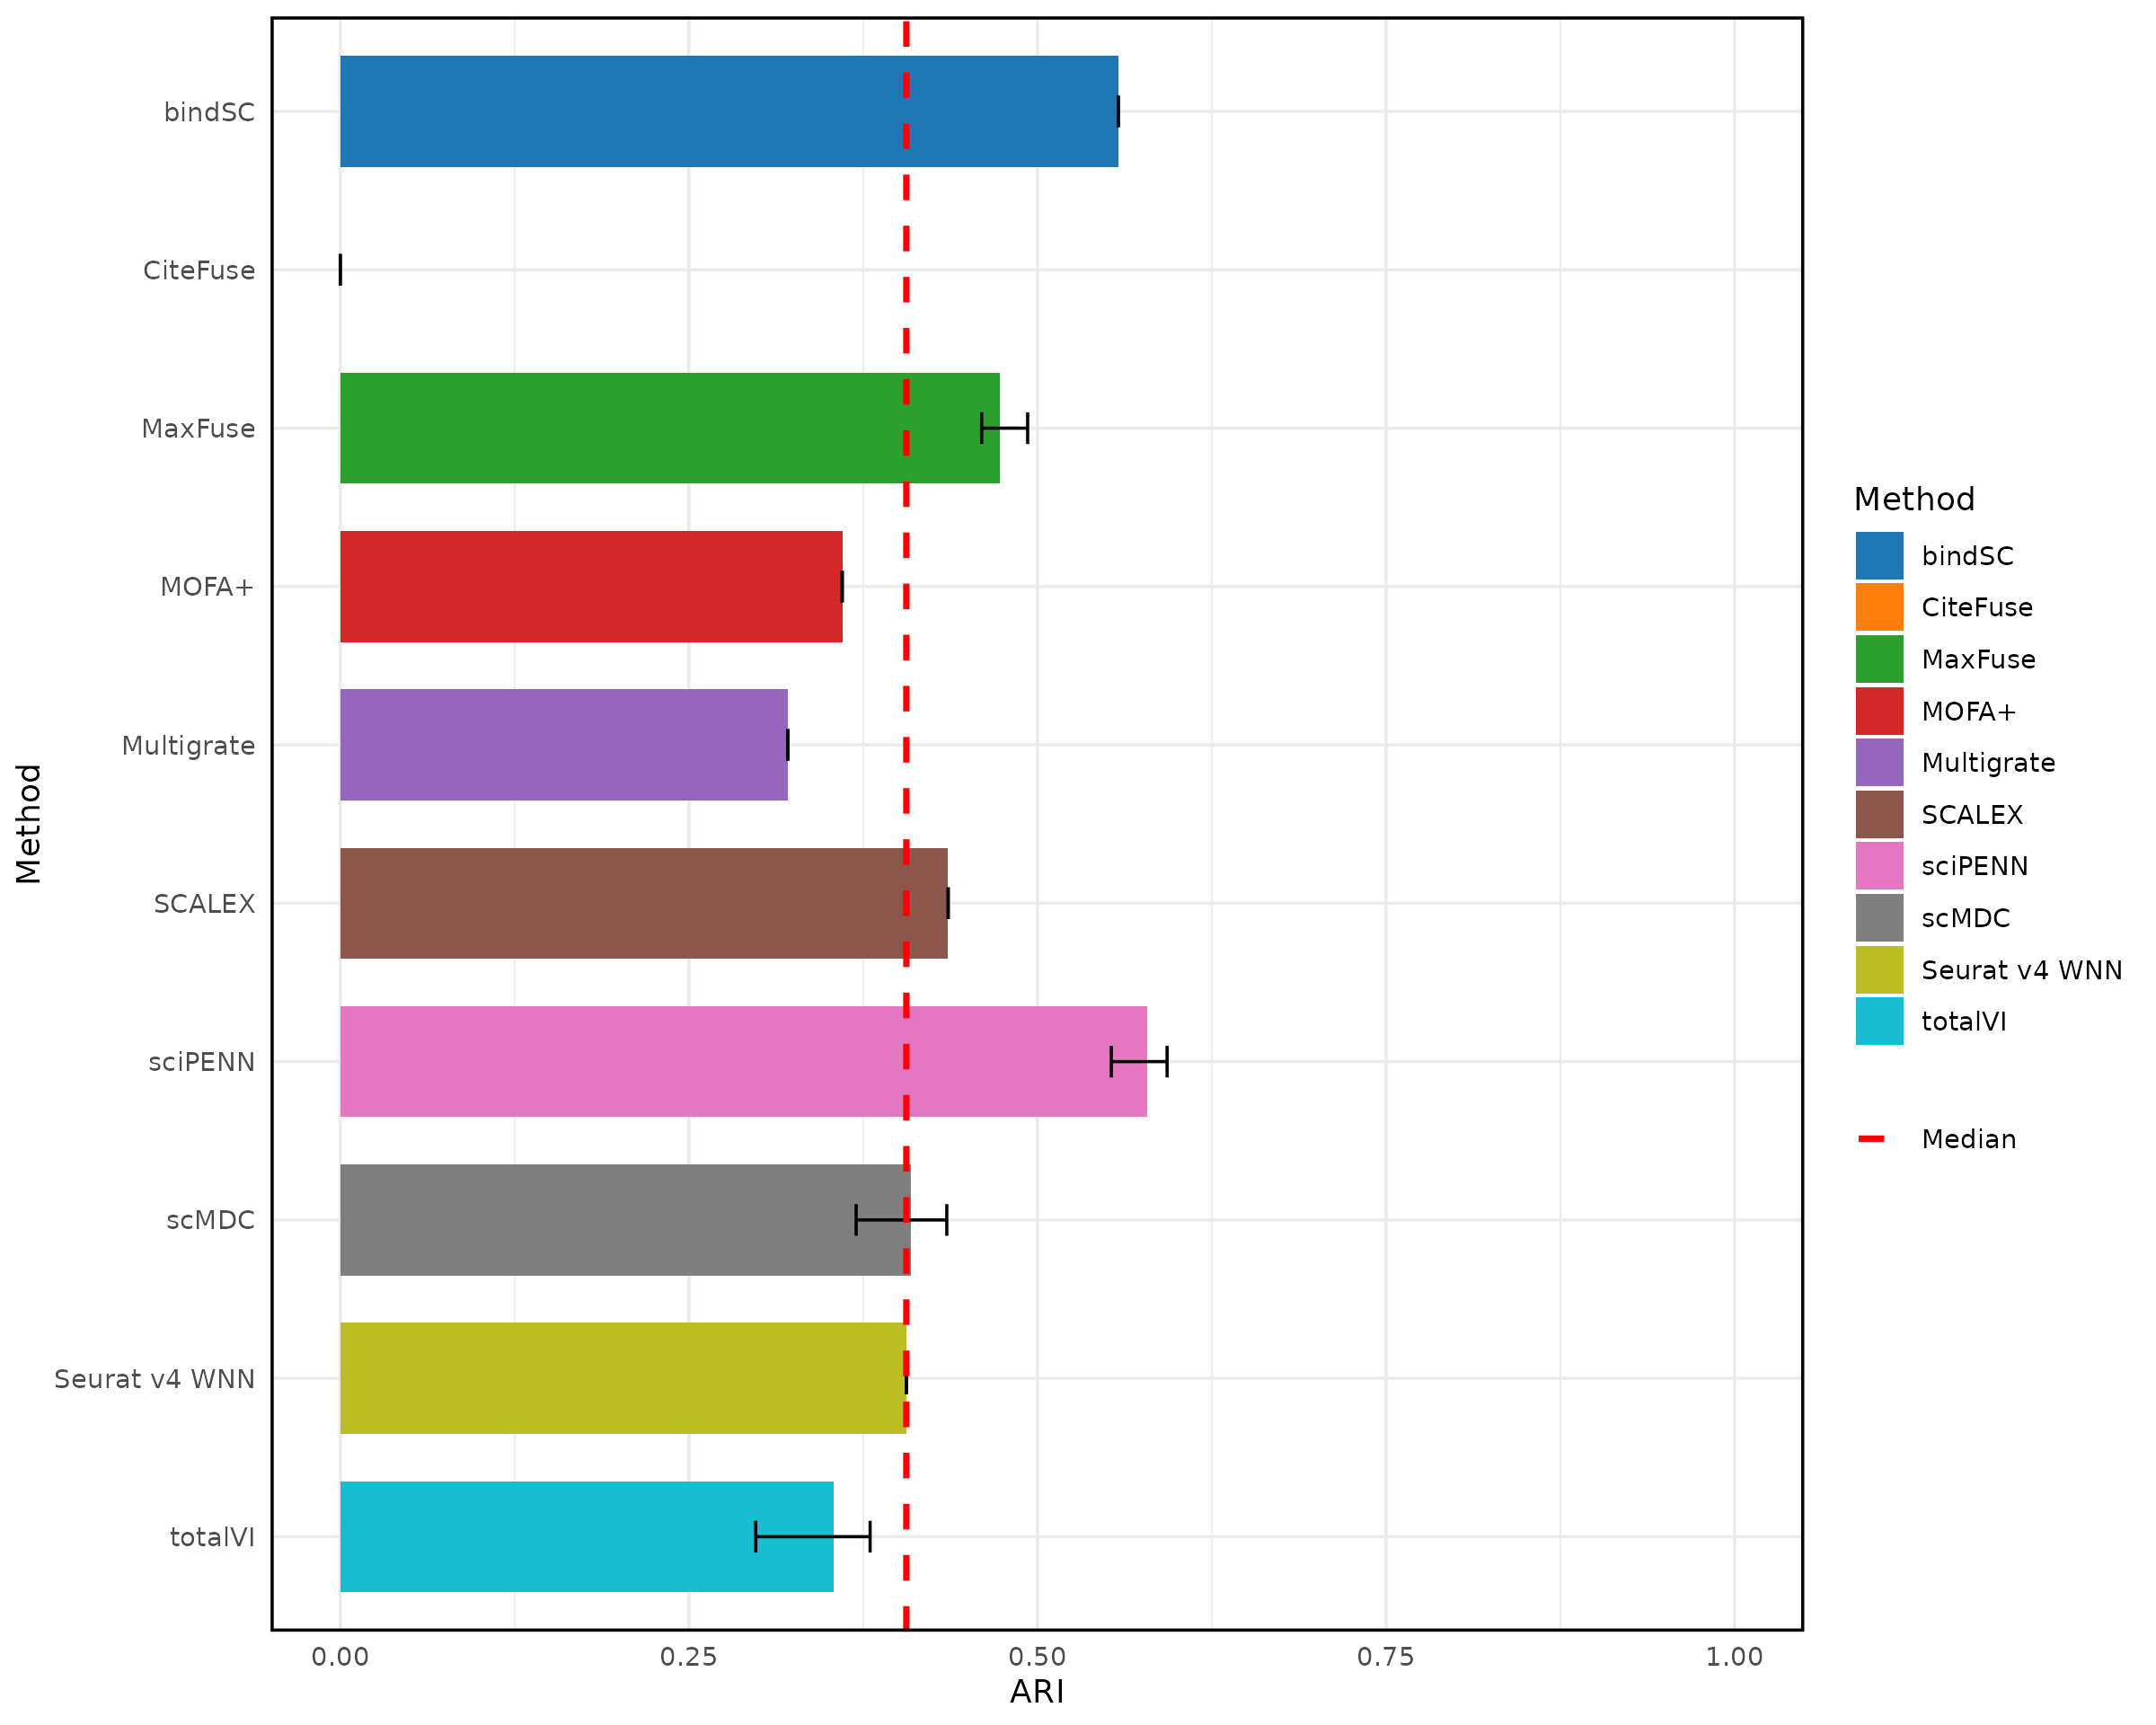 Method
bindSC
CiteFuse
MaxFuse
MOFA+
Multigrate
SCALEX
sciPENN
scMDC
Seurat v4 WNN
totalVI
0.00 0.25 0.50 0.75 1.00
ARI
Method
bindSC
CiteFuse
MaxFuse
MOFA+
Multigrate
SCALEX
sciPENN
scMDC
Seurat v4 WNN
totalVI
Median